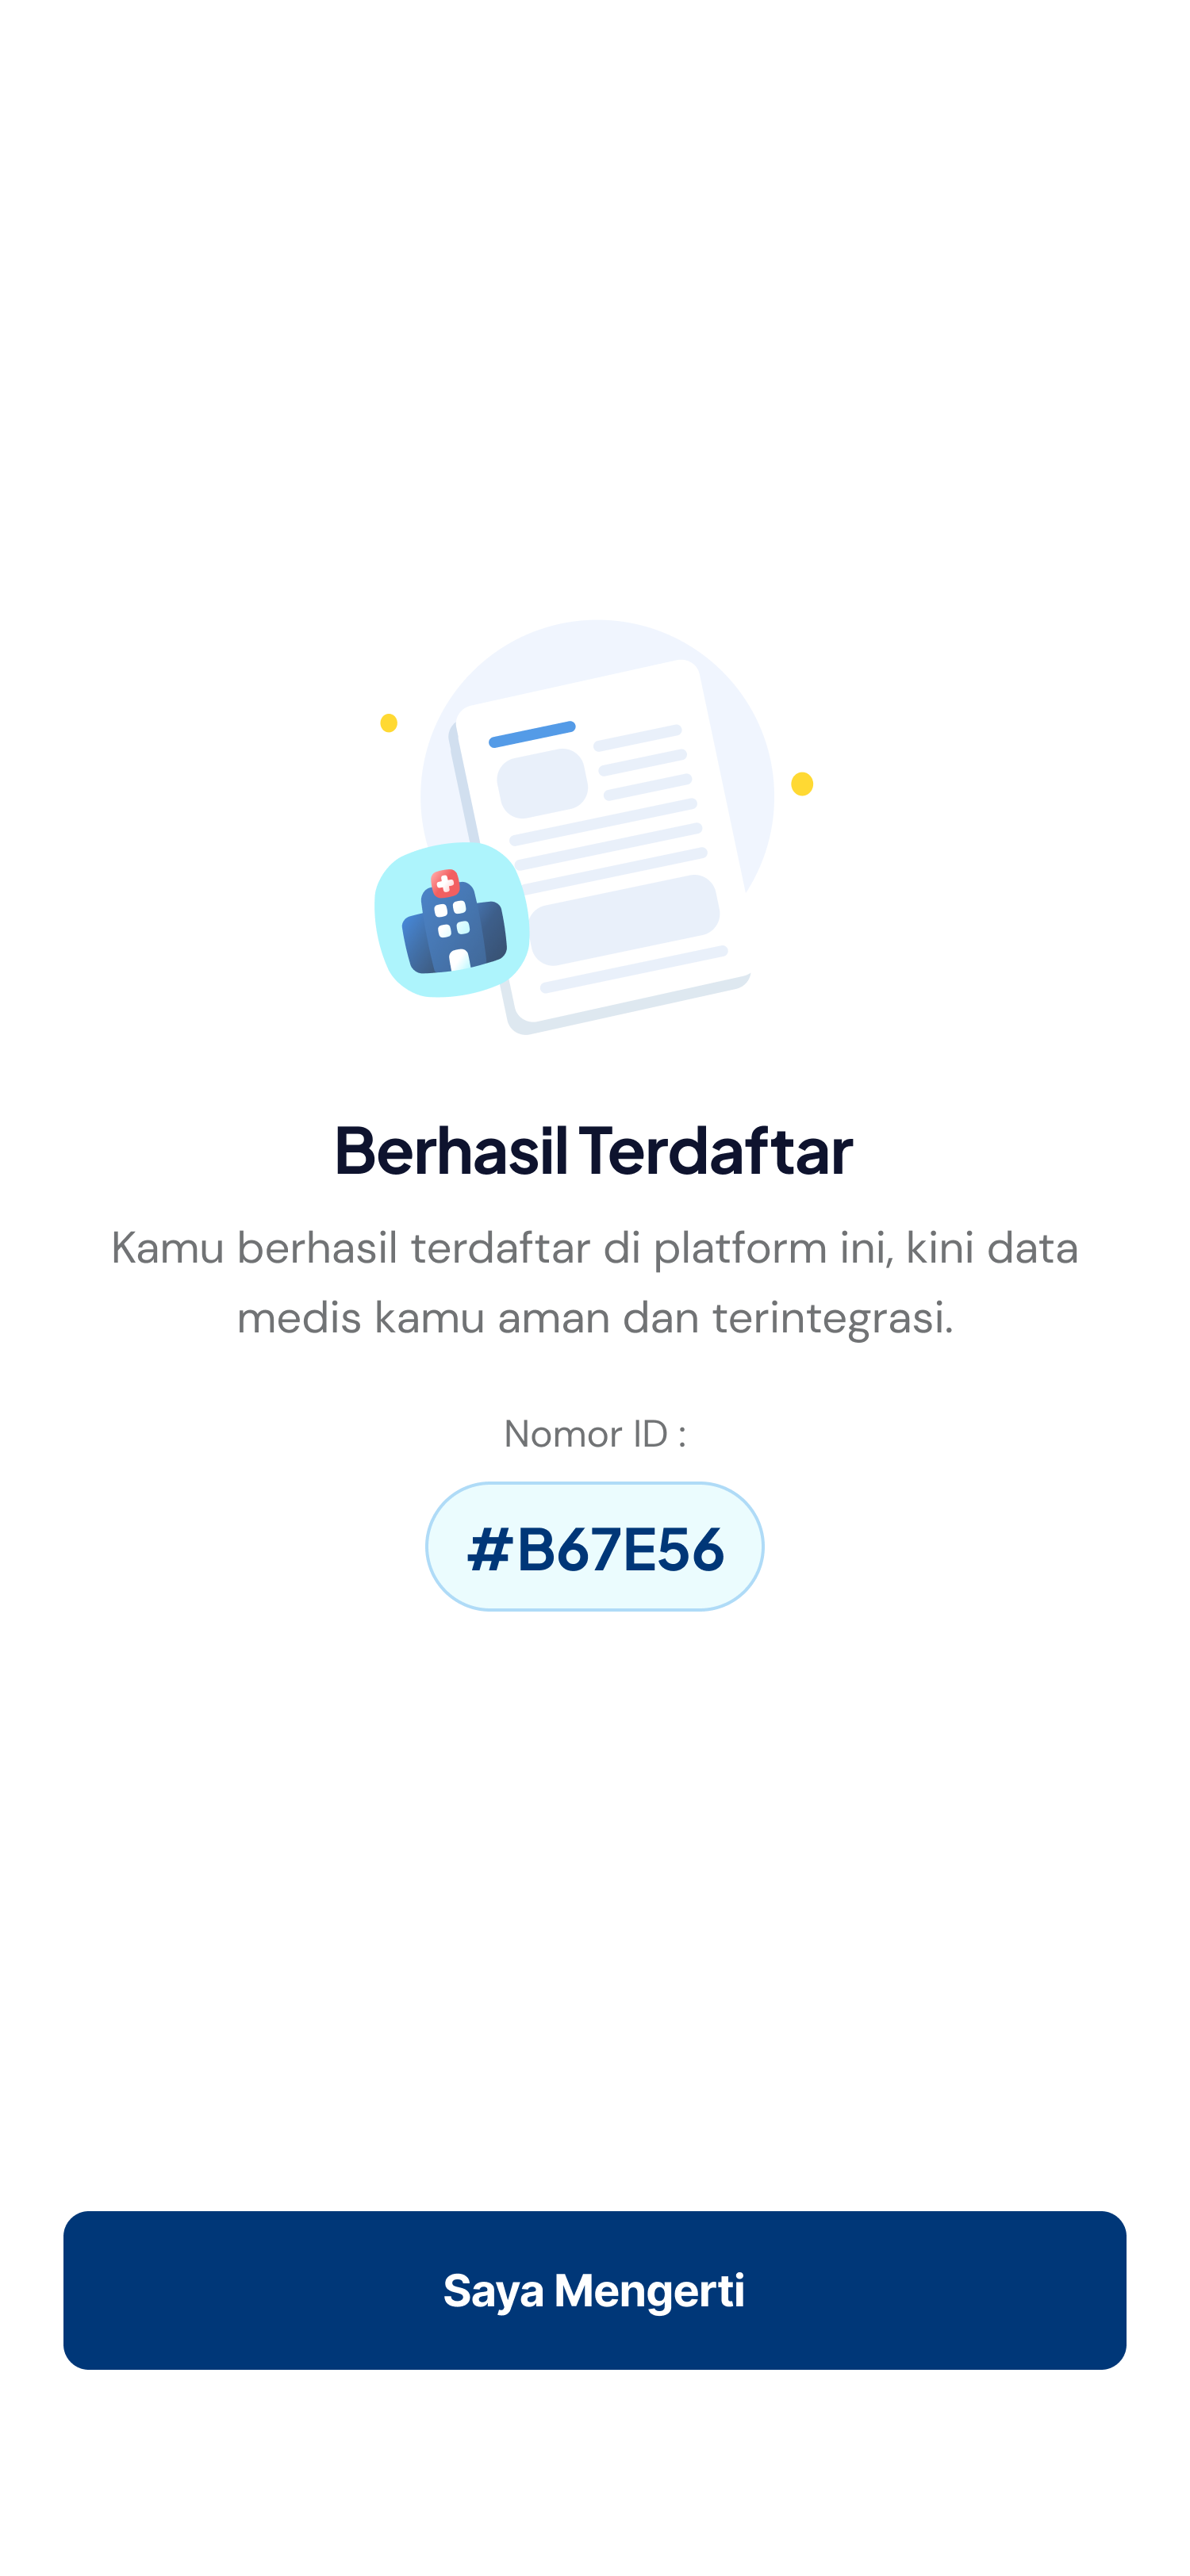 Berhasil Terdaftar
Kamu berhasil terdaftar di platform ini, kini data
medis kamu aman dan terintegrasi.
Nomor ID :
#B67E56
Saya Mengerti